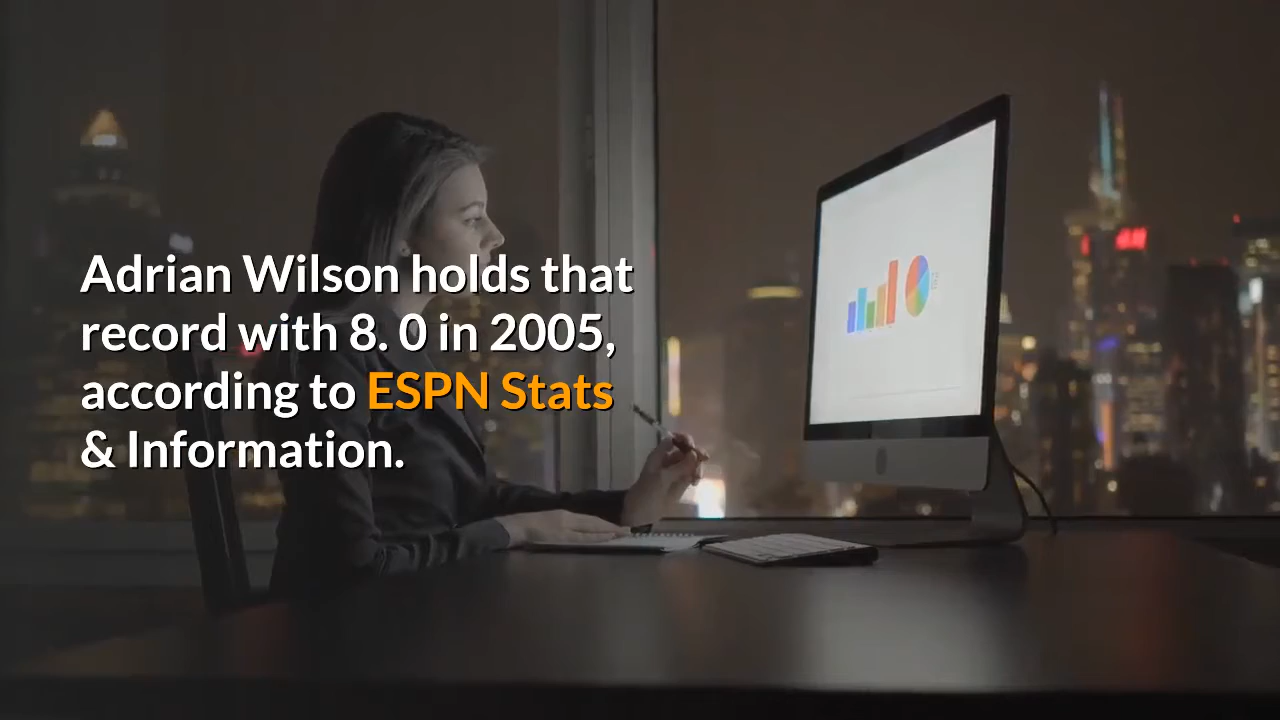 Adrian Wilson holds that
record with 8. 0 in 2005,
according to ESPN Stats
& Information.